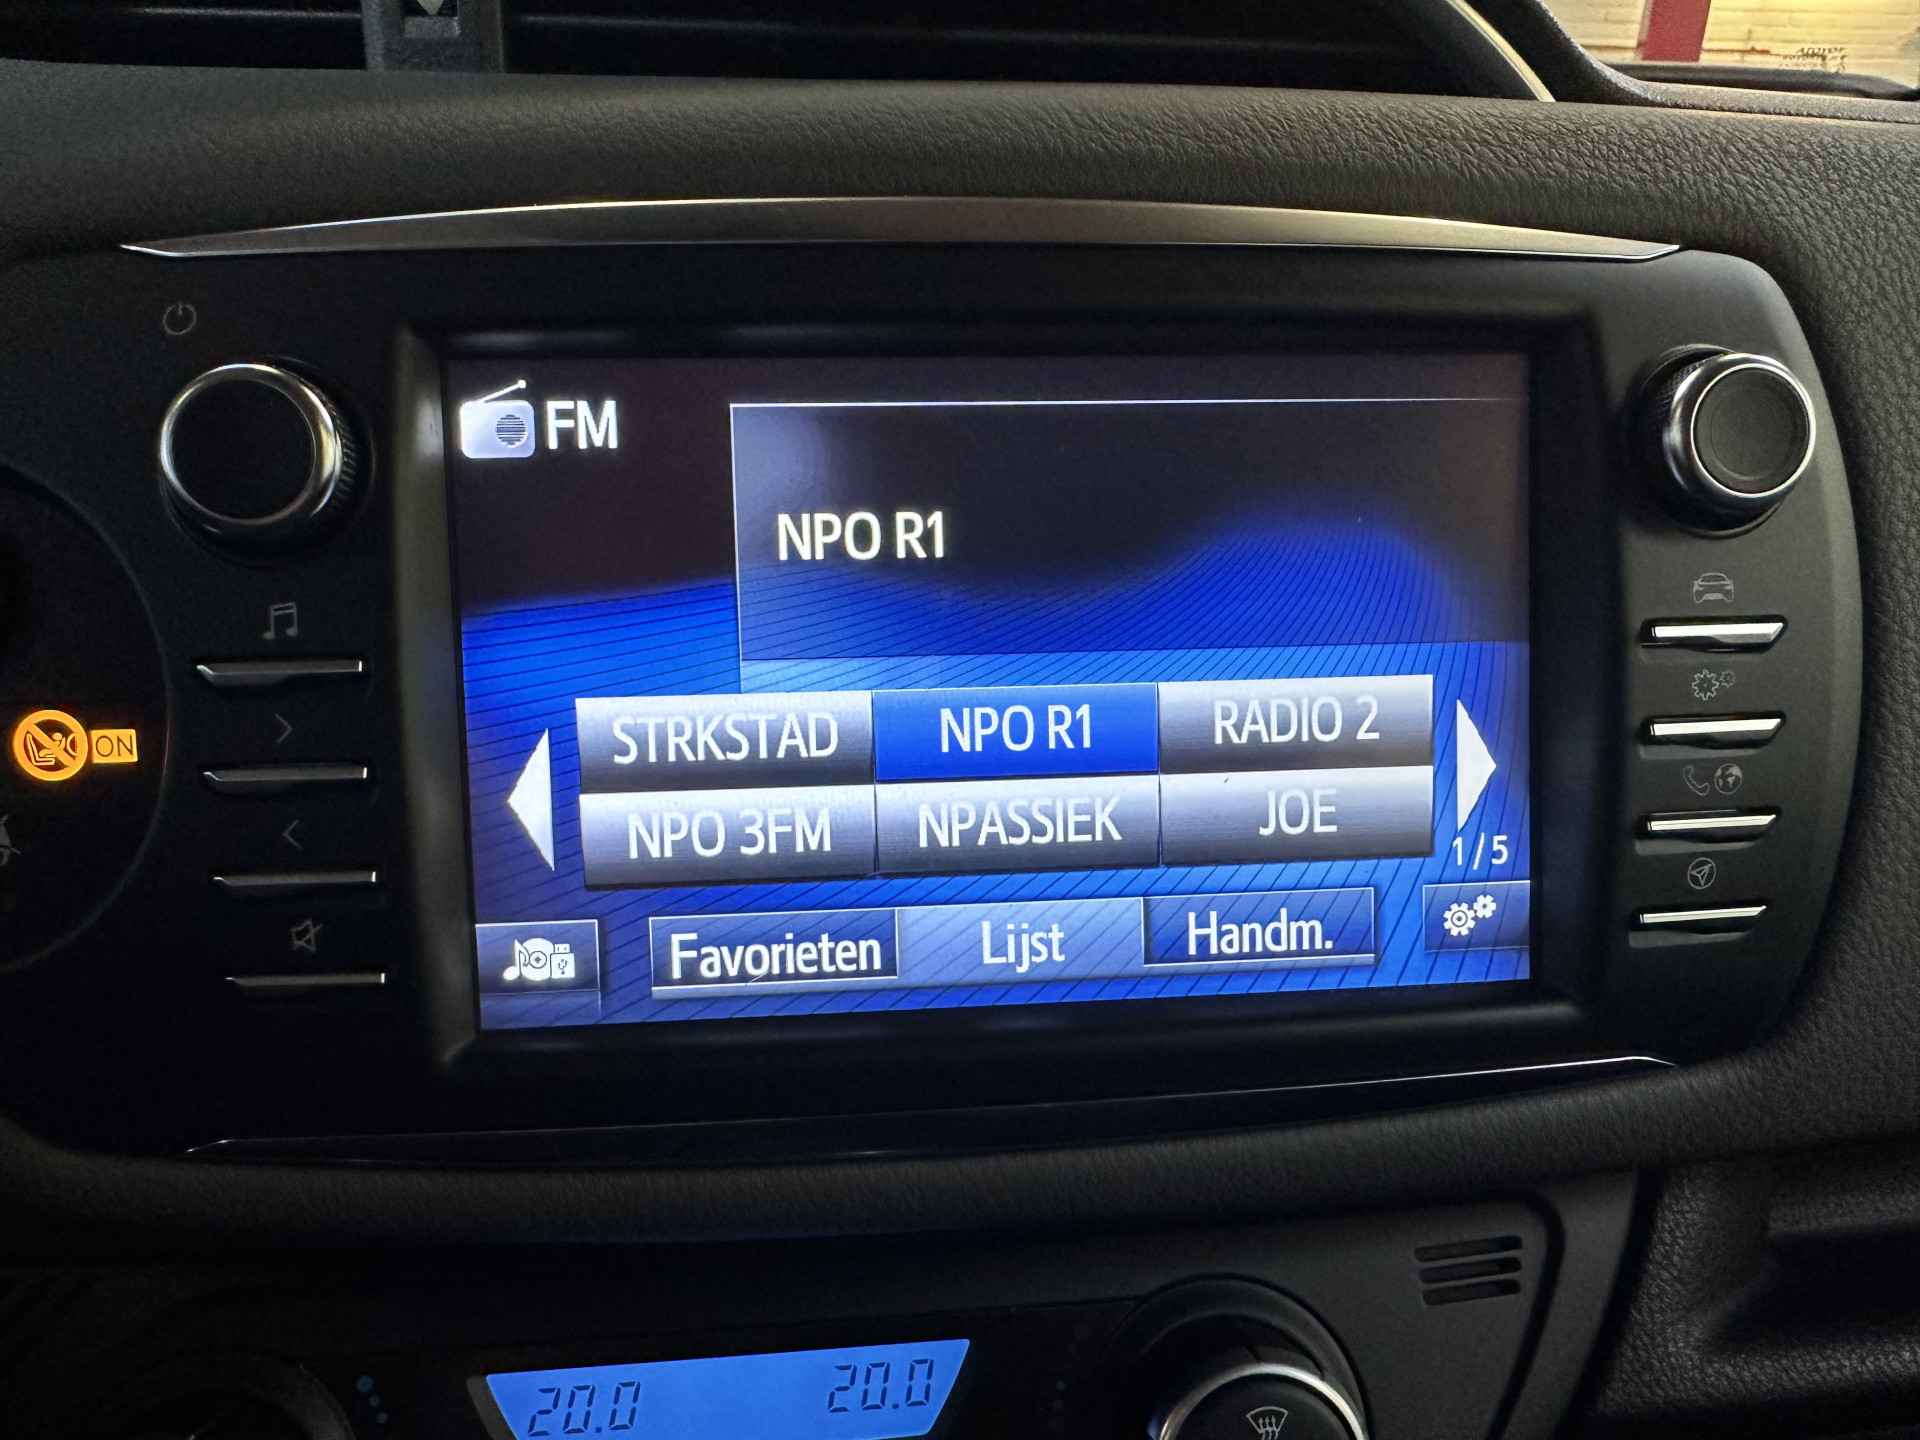 FM
NPO R1
STRKSTAD NPO R1 RADIO 2
NPO 3FM NPASSIEK JOE
1/5
Favorieten Lijst Handm.
ON
20.0 20.0